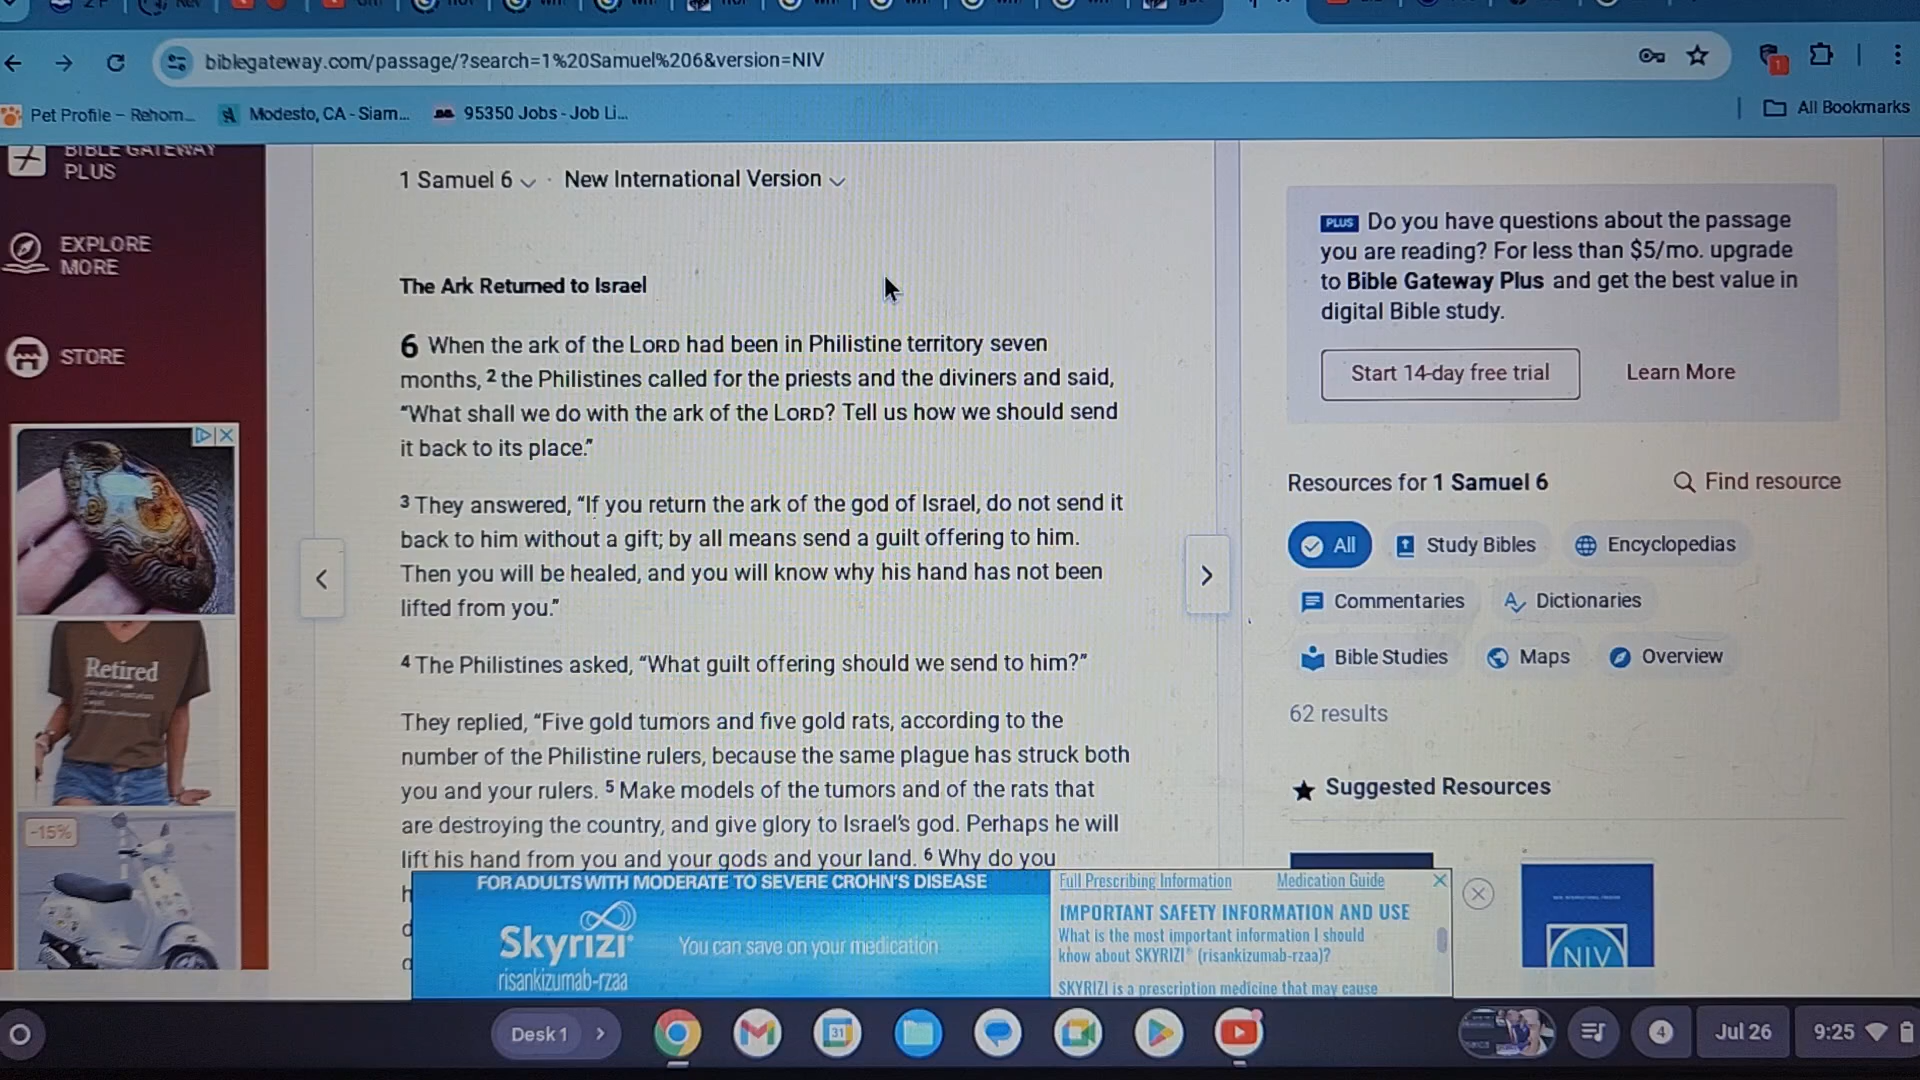 biblegateway.com/passage/?search=1%20Samuel%206&version=NIV
1
Pet Profile – Rehom...
Modesto, CA - Siam...
95350 Jobs - Job Li...
All Bookmarks
BIBLE GATEWAY
PLUS
EXPLORE
MORE
STORE
Retired
-15%
1 Samuel 6 · New International Version
The Ark Returned to Israel
6 When the ark of the LORD had been in Philistine territory seven
months, 2 the Philistines called for the priests and the diviners and said,
“What shall we do with the ark of the LORD? Tell us how we should send
it back to its place.”
3 They answered, “If you return the ark of the god of Israel, do not send it
back to him without a gift; by all means send a guilt offering to him.
Then you will be healed, and you will know why his hand has not been
lifted from you.”
4 The Philistines asked, “What guilt offering should we send to him?”
They replied, “Five gold tumors and five gold rats, according to the
number of the Philistine rulers, because the same plague has struck both
you and your rulers. 5 Make models of the tumors and of the rats that
are destroying the country, and give glory to Israel’s god. Perhaps he will
lift his hand from you and your gods and your land. 6 Why do you
PLUS Do you have questions about the passage
you are reading? For less than $5/mo. upgrade
to Bible Gateway Plus and get the best value in
digital Bible study.
Start 14-day free trial
Learn More
Resources for 1 Samuel 6
Find resource
All
Study Bibles
Encyclopedias
Commentaries
Dictionaries
Bible Studies
Maps
Overview
62 results
Suggested Resources
NIV
FOR ADULTS WITH MODERATE TO SEVERE CROHN'S DISEASE
Skyrizi
risankizumab-rzaa
You can save on your medication
Full Prescribing Information
Medication Guide
IMPORTANT SAFETY INFORMATION AND USE
What is the most important information I should
know about SKYRIZI® (risankizumab-rzaa)?
SKYRIZI is a prescription medicine that may cause
Desk 1
31
4
Jul 26
9:25